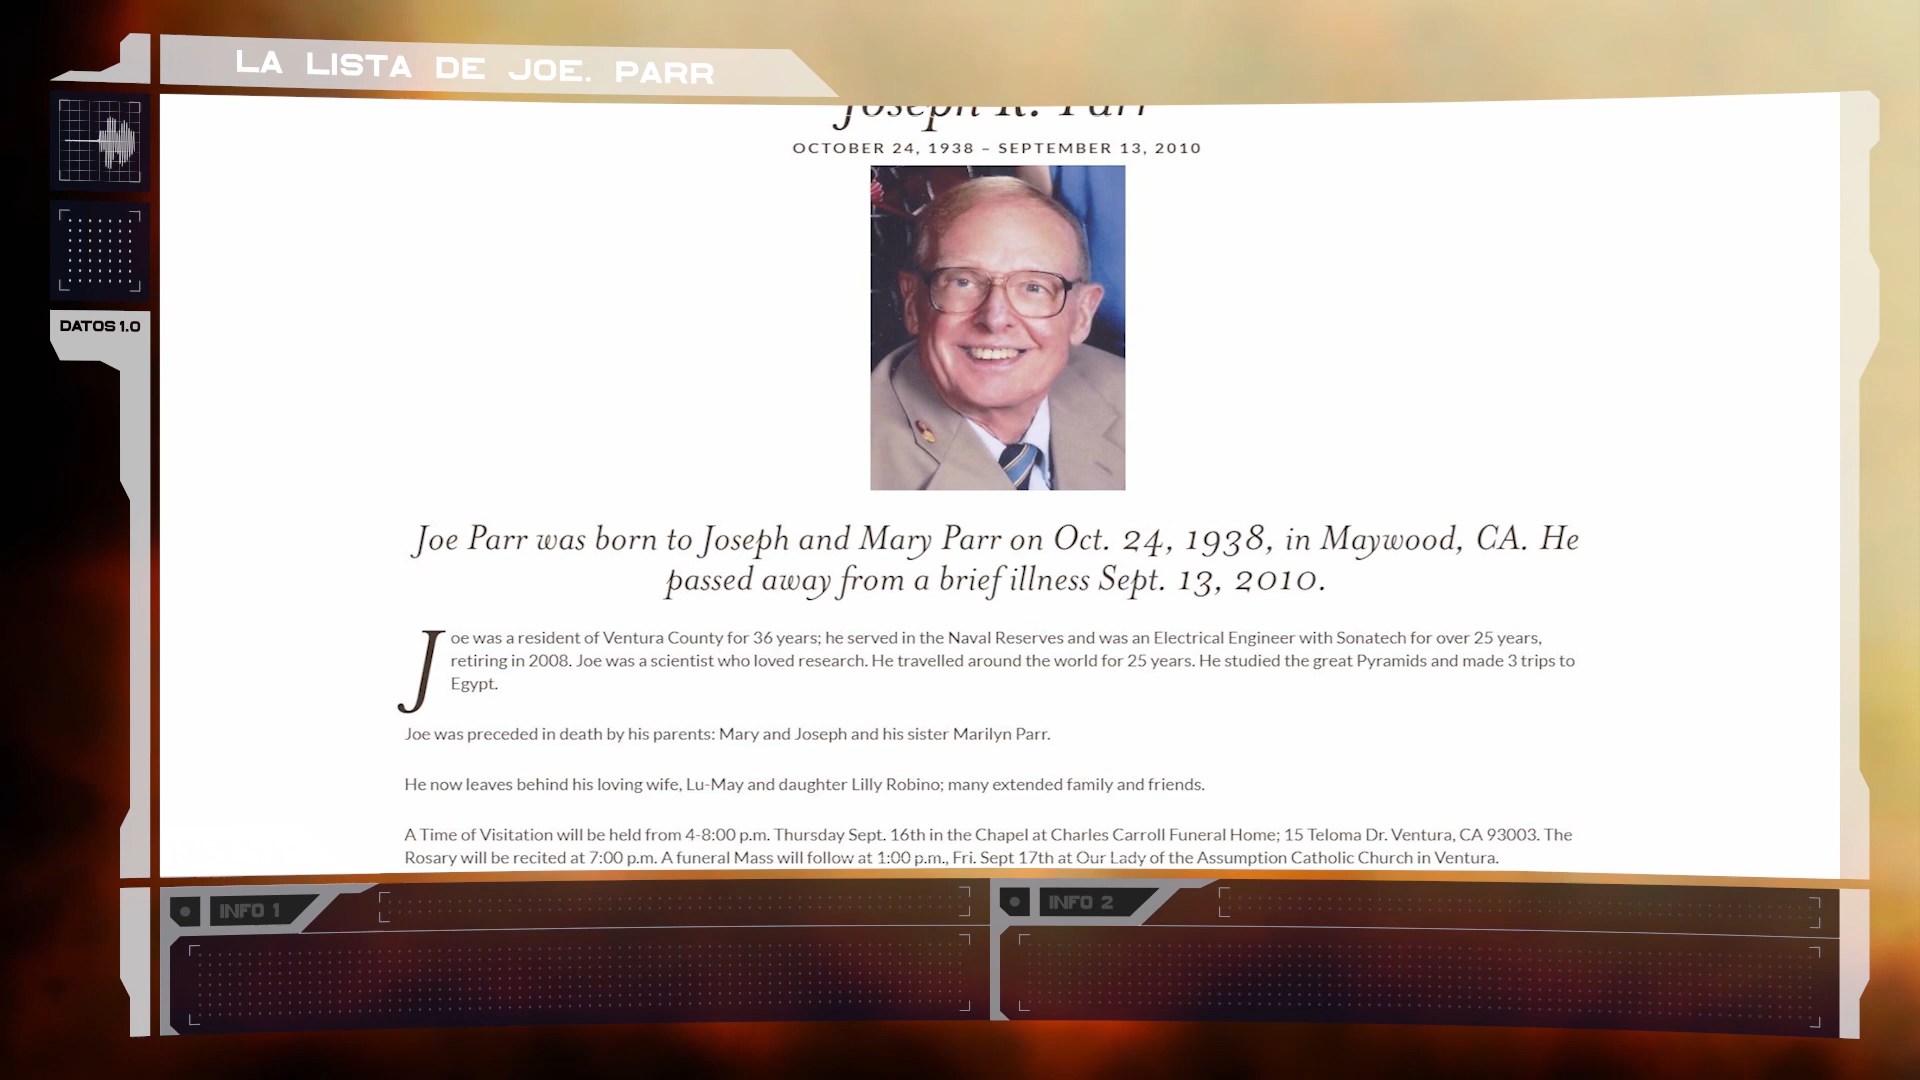 LA LISTA DE JOE. PARR
Joseph R. Parr
OCTOBER 24, 1938 – SEPTEMBER 13, 2010
DATOS 1.0
Joe Parr was born to Joseph and Mary Parr on Oct. 24, 1938, in Maywood, CA. He
passed away from a brief illness Sept. 13, 2010.
Joe was a resident of Ventura County for 36 years; he served in the Naval Reserves and was an Electrical Engineer with Sonatech for over 25 years,
retiring in 2008. Joe was a scientist who loved research. He travelled around the world for 25 years. He studied the great Pyramids and made 3 trips to
Egypt.
Joe was preceded in death by his parents: Mary and Joseph and his sister Marilyn Parr.
He now leaves behind his loving wife, Lu-May and daughter Lilly Robino; many extended family and friends.
A Time of Visitation will be held from 4-8:00 p.m. Thursday Sept. 16th in the Chapel at Charles Carroll Funeral Home; 15 Teloma Dr. Ventura, CA 93003. The
Rosary will be recited at 7:00 p.m. A funeral Mass will follow at 1:00 p.m., Fri. Sept 17th at Our Lady of the Assumption Catholic Church in Ventura.
INFO 1
INFO 2